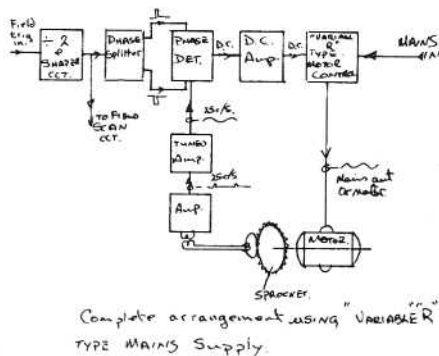 Field
trig
in.
÷ 2
&
SHAPER
CCT.
PHASE
Splitter
PHASE
DET.
D.C.
D.C.
Amp.
D.C.
"VARIABLE
R"
TYPE
MOTOR
CONTROL
MAINS
TO FIELD
SCAN
CCT.
25c/s.
TUNED
Amp.
25c/s
Amp.
Mains out
to motor
MOTOR.
SPROCKET.
Complete arrangement using "VARIABLE "R"
TYPE MAINS Supply.